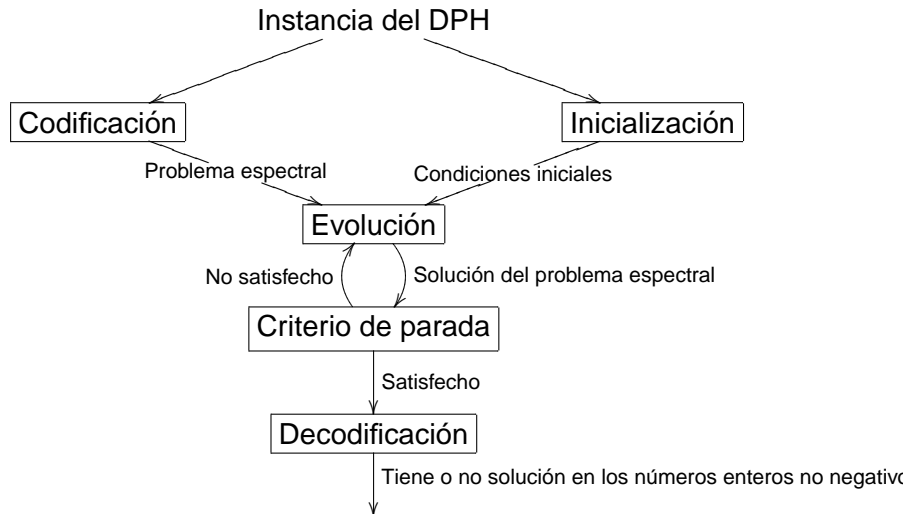 Instancia del DPH
Codificación
Inicialización
Problema espectral
Condiciones iniciales
Evolución
No satisfecho
Solución del problema espectral
Criterio de parada
Satisfecho
Decodificación
Tiene o no solución en los números enteros no negativo